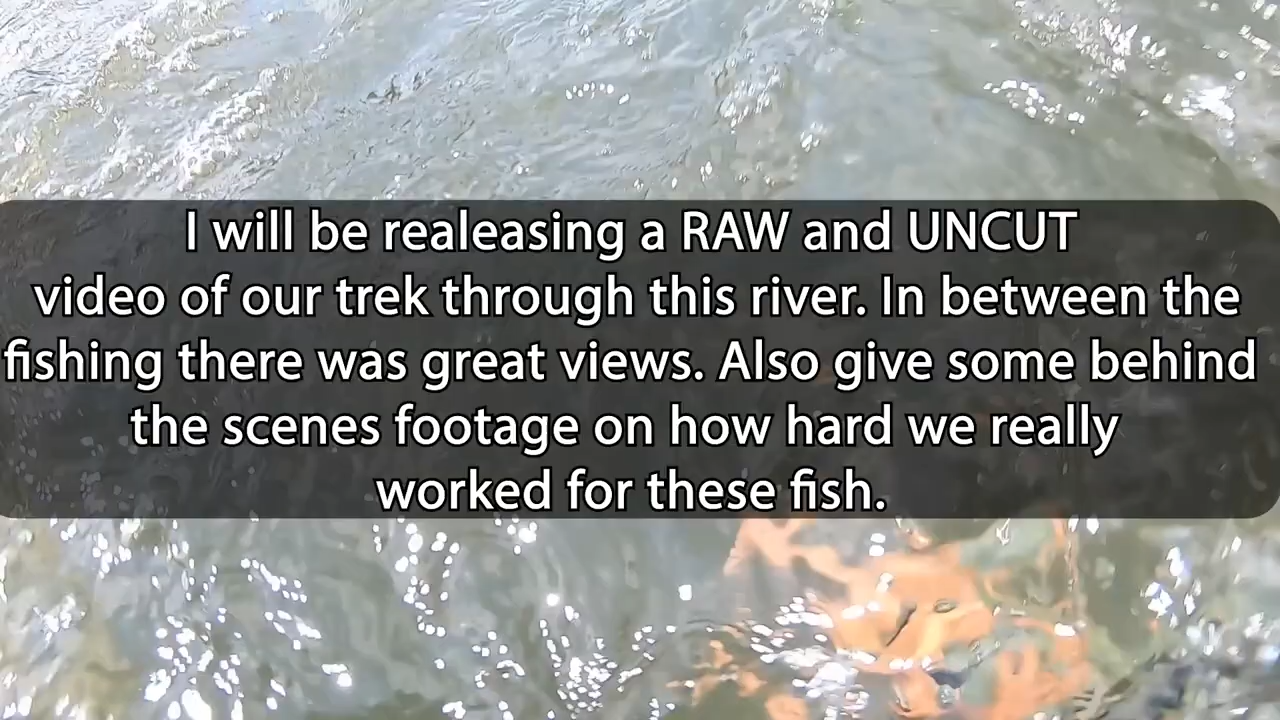 I will be realeasing a RAW and UNCUT
video of our trek through this river. In between the
fishing there was great views. Also give some behind
the scenes footage on how hard we really
worked for these fish.